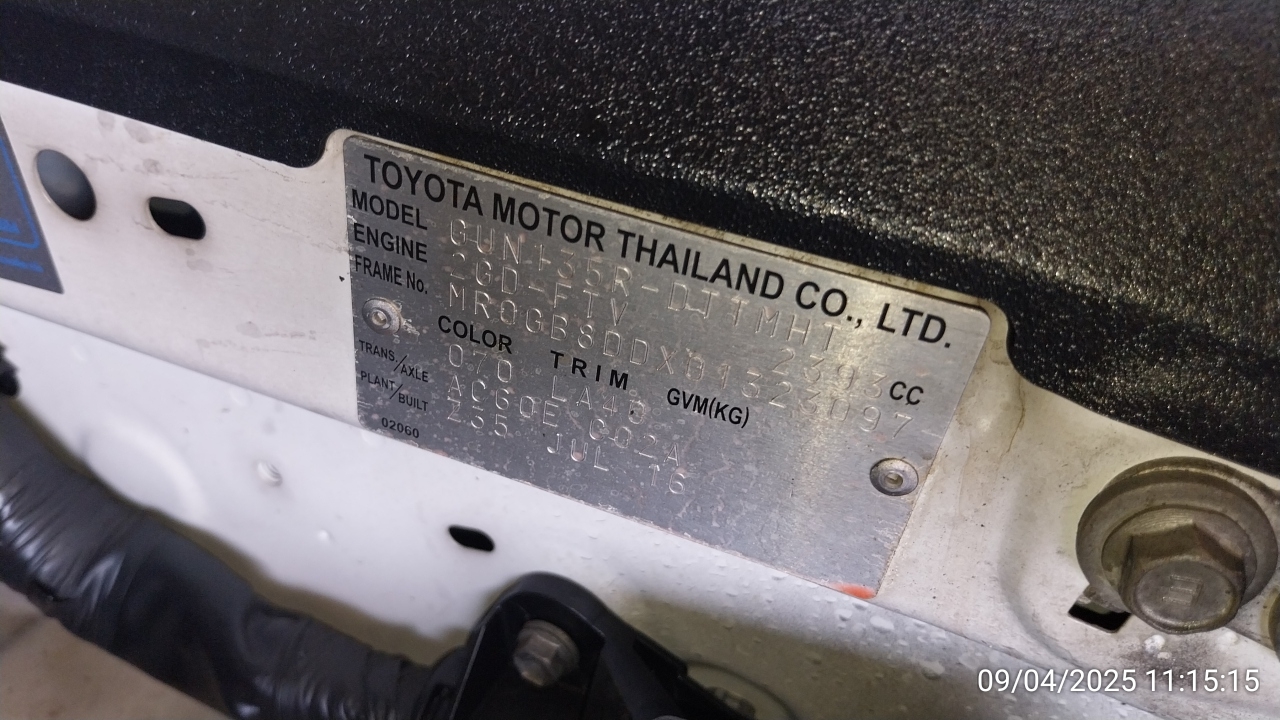 TOYOTA MOTOR THAILAND CO., LTD.
MODEL GUN135R-DTTMHT
ENGINE 2GD-FTV 2393 CC
FRAME No. MR0GB8DDX01323097
COLOR TRIM GVM(KG)
070 LA40
TRANS./AXLE AC60E G02A
PLANT/BUILT Z55 JUL 16
02060
09/04/2025 11:15:15